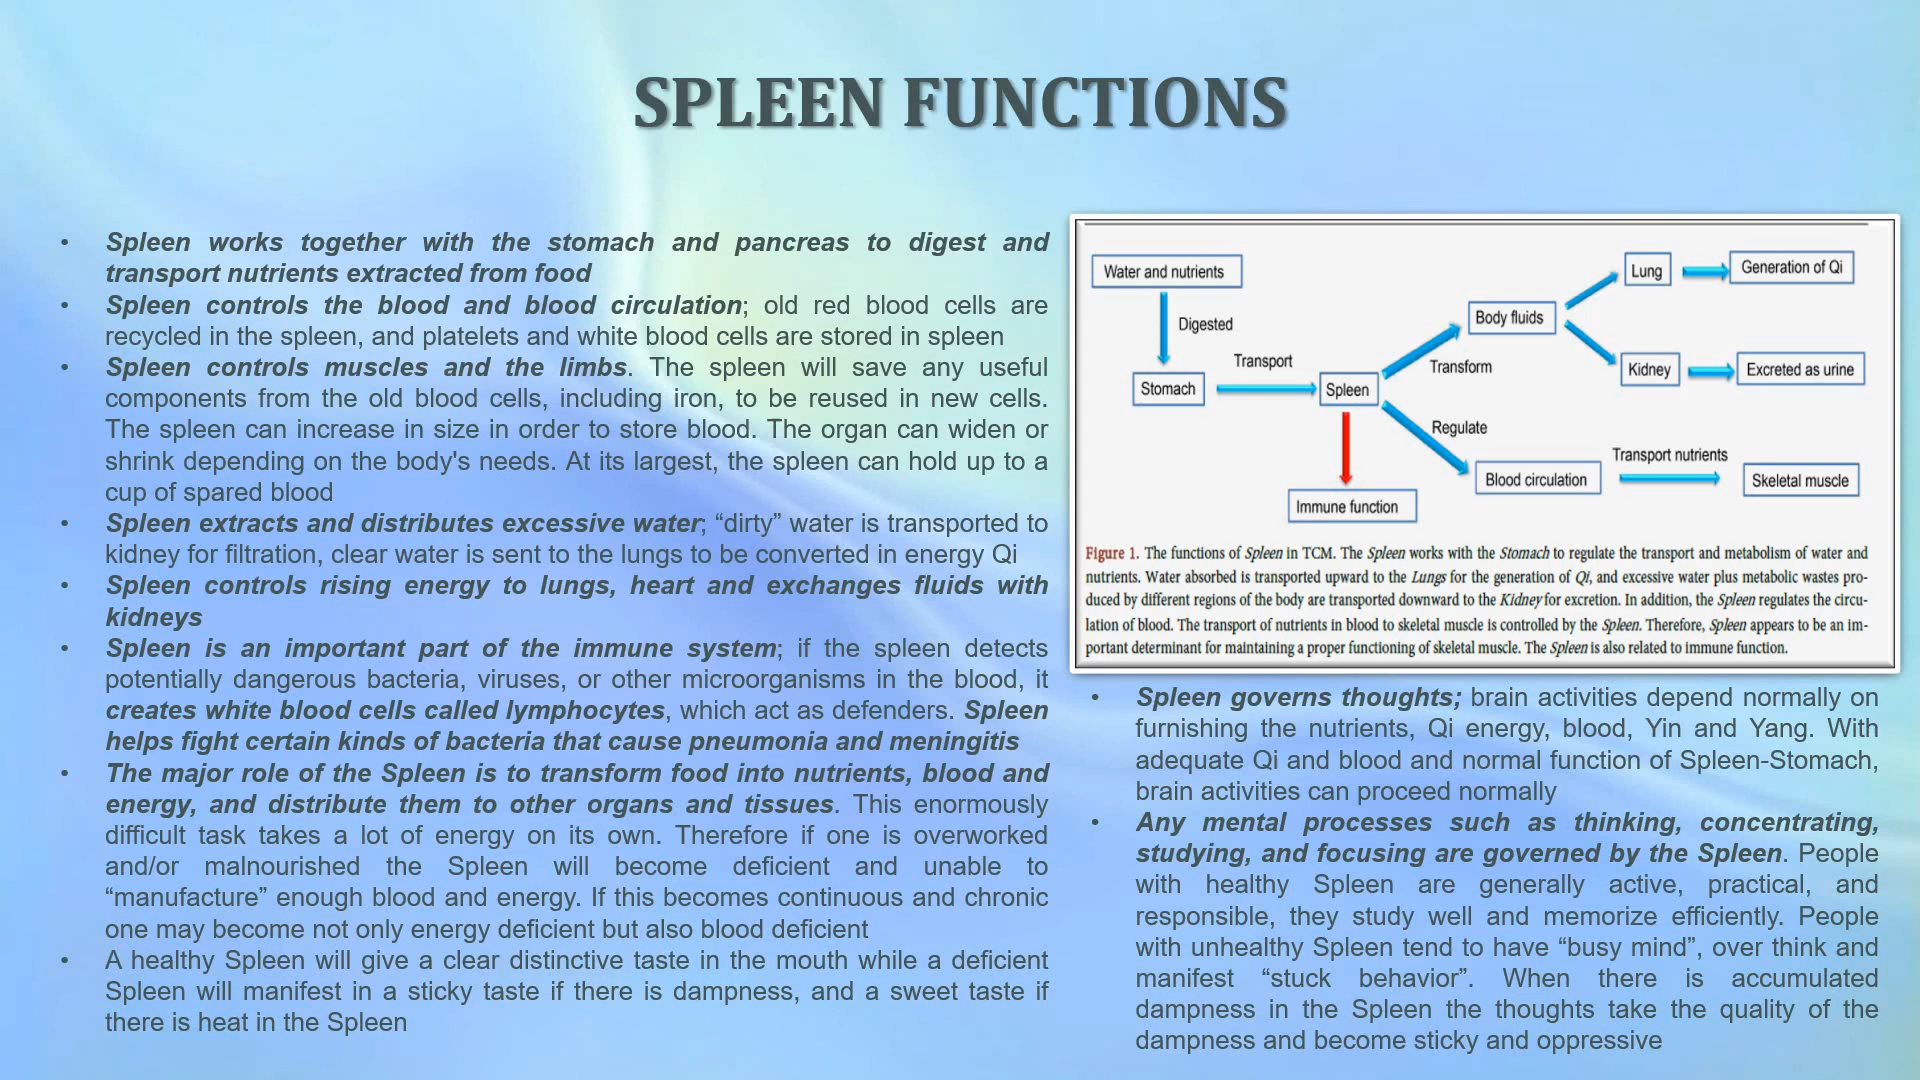 SPLEEN FUNCTIONS
• Spleen works together with the stomach and pancreas to digest and
transport nutrients extracted from food
• Spleen controls the blood and blood circulation; old red blood cells are
recycled in the spleen, and platelets and white blood cells are stored in spleen
• Spleen controls muscles and the limbs. The spleen will save any useful
components from the old blood cells, including iron, to be reused in new cells.
The spleen can increase in size in order to store blood. The organ can widen or
shrink depending on the body's needs. At its largest, the spleen can hold up to a
cup of spared blood
• Spleen extracts and distributes excessive water; “dirty” water is transported to
kidney for filtration, clear water is sent to the lungs to be converted in energy Qi
• Spleen controls rising energy to lungs, heart and exchanges fluids with
kidneys
• Spleen is an important part of the immune system; if the spleen detects
potentially dangerous bacteria, viruses, or other microorganisms in the blood, it
creates white blood cells called lymphocytes, which act as defenders. Spleen
helps fight certain kinds of bacteria that cause pneumonia and meningitis
• The major role of the Spleen is to transform food into nutrients, blood and
energy, and distribute them to other organs and tissues. This enormously
difficult task takes a lot of energy on its own. Therefore if one is overworked
and/or malnourished the Spleen will become deficient and unable to
“manufacture” enough blood and energy. If this becomes continuous and chronic
one may become not only energy deficient but also blood deficient
• A healthy Spleen will give a clear distinctive taste in the mouth while a deficient
Spleen will manifest in a sticky taste if there is dampness, and a sweet taste if
there is heat in the Spleen
Water and nutrients
Digested
Stomach
Transport
Spleen
Transform
Body fluids
Lung
Generation of Qi
Kidney
Excreted as urine
Regulate
Blood circulation
Transport nutrients
Skeletal muscle
Immune function
Figure 1. The functions of Spleen in TCM. The Spleen works with the Stomach to regulate the transport and metabolism of water and
nutrients. Water absorbed is transported upward to the Lungs for the generation of Qi, and excessive water plus metabolic wastes pro-
duced by different regions of the body are transported downward to the Kidney for excretion. In addition, the Spleen regulates the circu-
lation of blood. The transport of nutrients in blood to skeletal muscle is controlled by the Spleen. Therefore, Spleen appears to be an im-
portant determinant for maintaining a proper functioning of skeletal muscle. The Spleen is also related to immune function.
• Spleen governs thoughts; brain activities depend normally on
furnishing the nutrients, Qi energy, blood, Yin and Yang. With
adequate Qi and blood and normal function of Spleen-Stomach,
brain activities can proceed normally
• Any mental processes such as thinking, concentrating,
studying, and focusing are governed by the Spleen. People
with healthy Spleen are generally active, practical, and
responsible, they study well and memorize efficiently. People
with unhealthy Spleen tend to have “busy mind”, over think and
manifest “stuck behavior”. When there is accumulated
dampness in the Spleen the thoughts take the quality of the
dampness and become sticky and oppressive